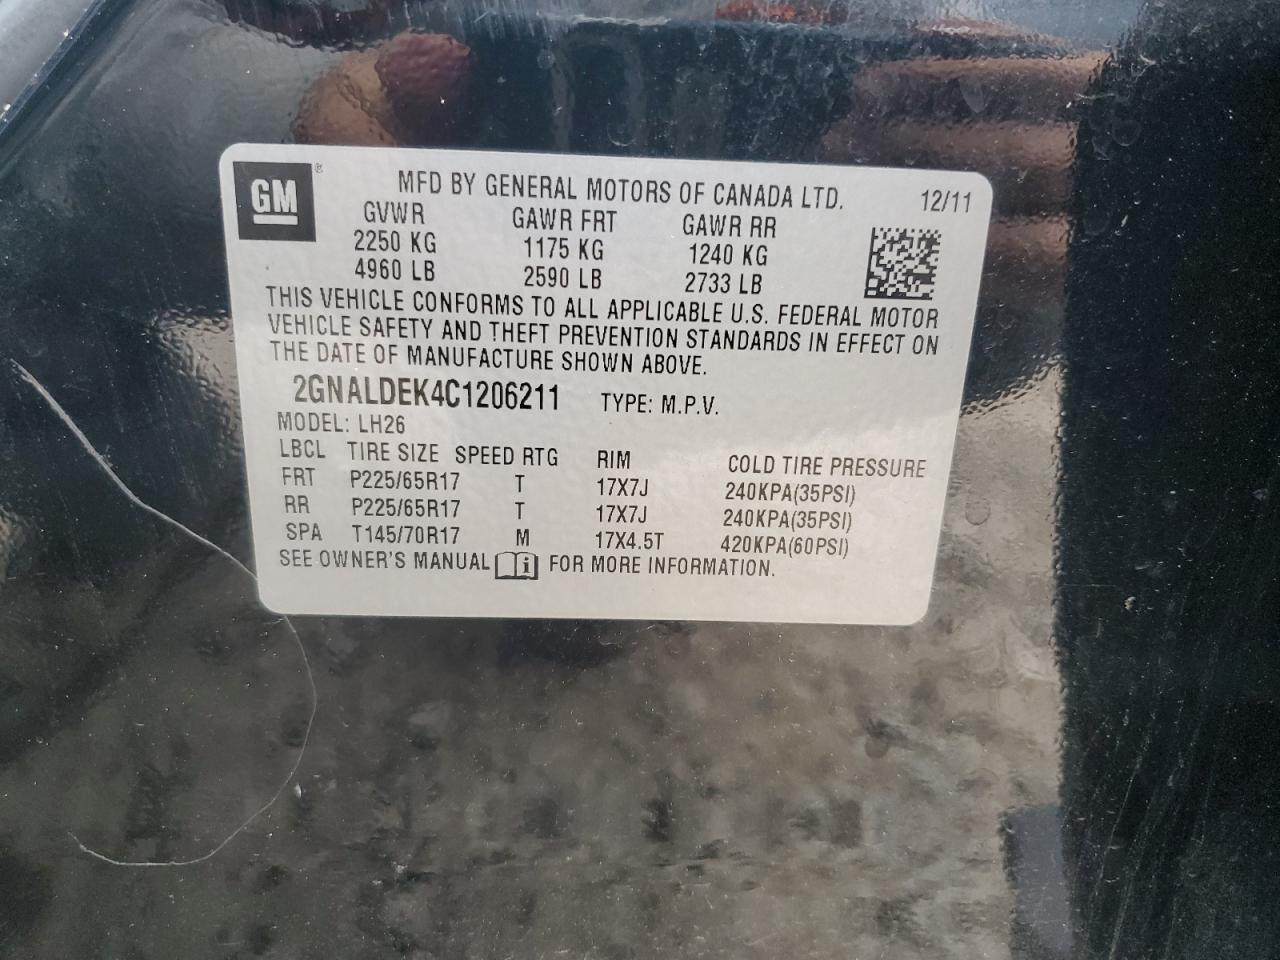 GM ®
MFD BY GENERAL MOTORS OF CANADA LTD. 12/11
GVWR GAWR FRT GAWR RR
2250 KG 1175 KG 1240 KG
4960 LB 2590 LB 2733 LB
THIS VEHICLE CONFORMS TO ALL APPLICABLE U.S. FEDERAL MOTOR
VEHICLE SAFETY AND THEFT PREVENTION STANDARDS IN EFFECT ON
THE DATE OF MANUFACTURE SHOWN ABOVE.
2GNALDEK4C1206211 TYPE: M.P.V.
MODEL: LH26
LBCL TIRE SIZE SPEED RTG RIM COLD TIRE PRESSURE
FRT P225/65R17 T 17X7J 240KPA(35PSI)
RR P225/65R17 T 17X7J 240KPA(35PSI)
SPA T145/70R17 M 17X4.5T 420KPA(60PSI)
SEE OWNER'S MANUAL i FOR MORE INFORMATION.